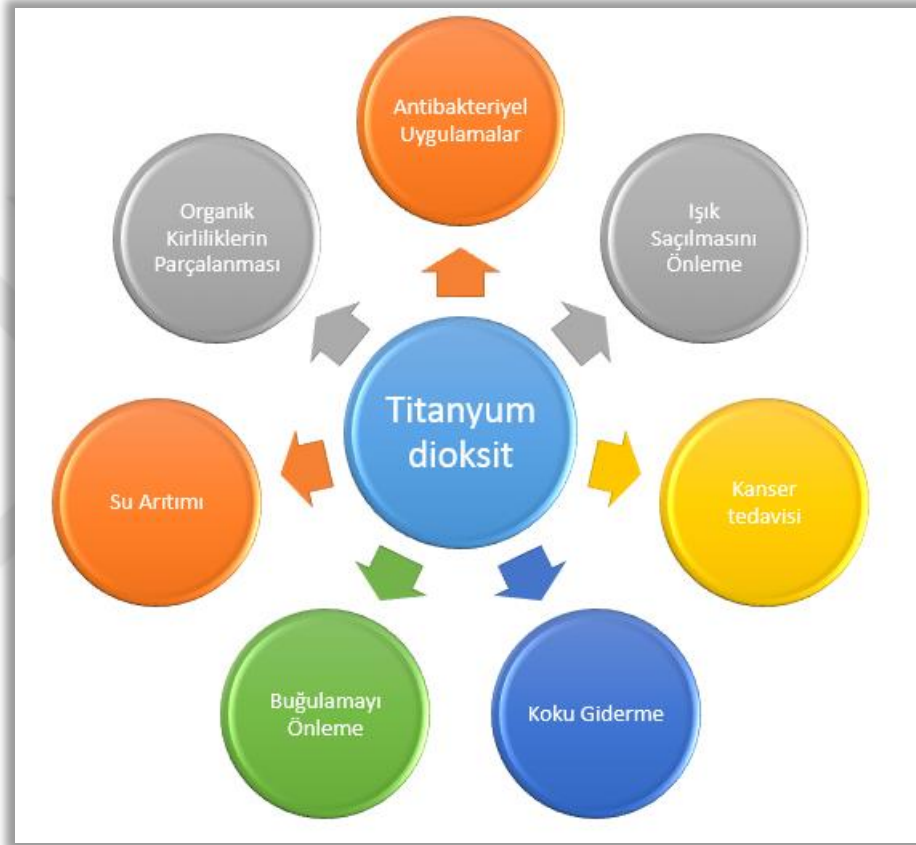 Antibakteriyel
Uygulamalar
Işık
Saçılmasını
Önleme
Kanser
tedavisi
Koku Giderme
Buğulamayı
Önleme
Su Arıtımı
Organik
Kirliliklerin
Parçalanması
Titanyum
dioksit